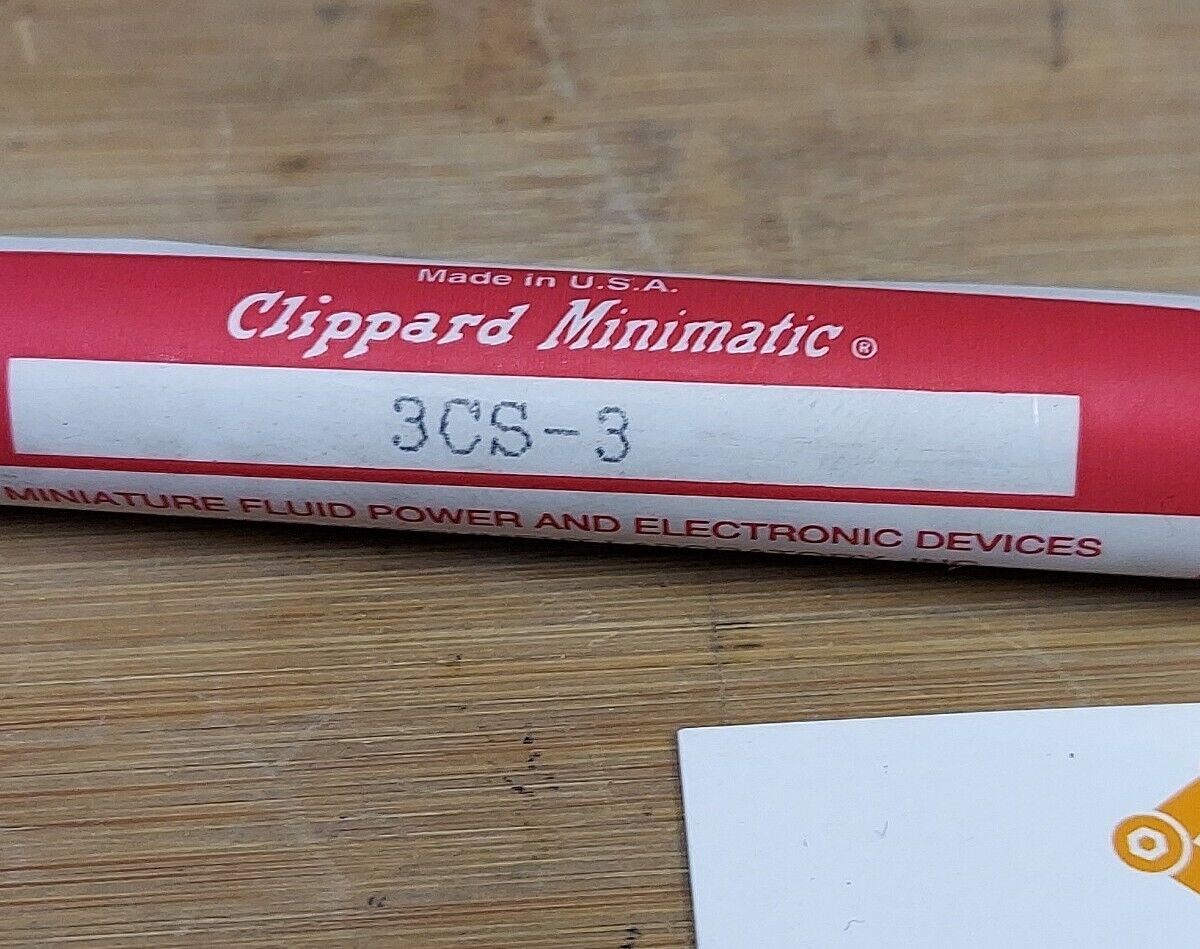 Made in U.S.A.
Clippard Minimatic ®
3CS-3
MINIATURE FLUID POWER AND ELECTRONIC DEVICES